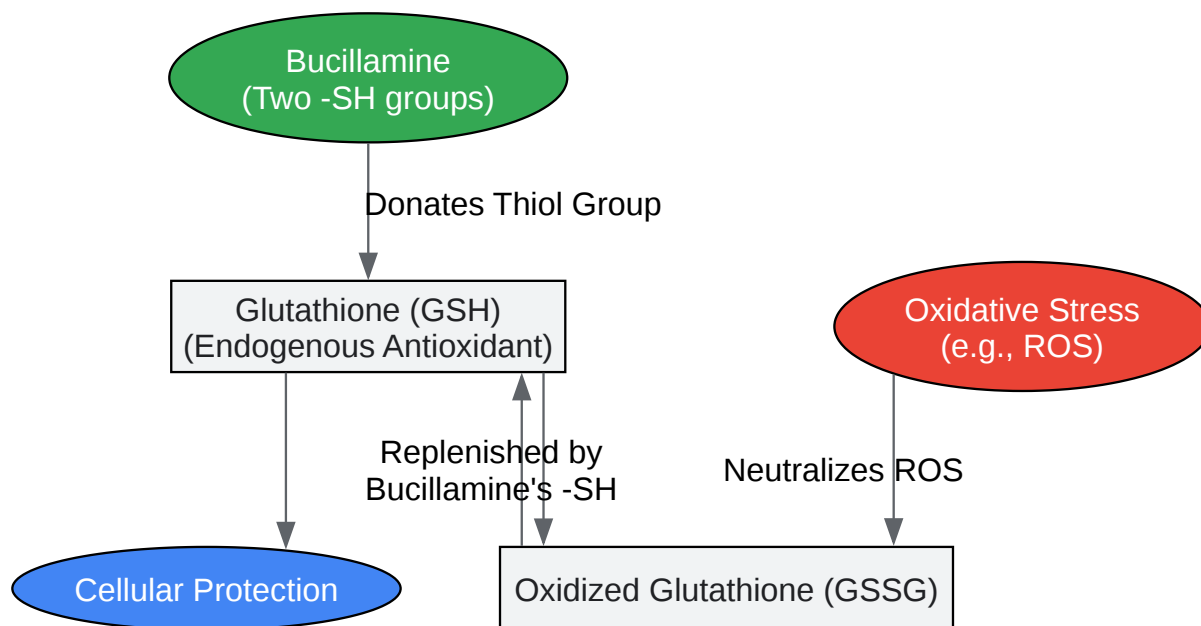 Bucillamine
(Two -SH groups)
Donates Thiol Group
Glutathione (GSH)
(Endogenous Antioxidant)
Oxidative Stress
(e.g., ROS)
Replenished by
Bucillamine's -SH
Neutralizes ROS
Cellular Protection
Oxidized Glutathione (GSSG)